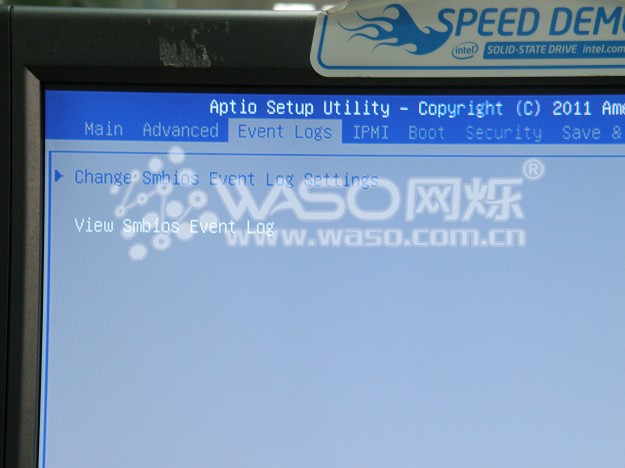 SPEED DEMO
intel SOLID-STATE DRIVE intel.com
Aptio Setup Utility – Copyright (C) 2011 Ame
Main Advanced Event Logs IPMI Boot Security Save &
Change Smbios Event Log Settings
View Smbios Event Log
WASO网烁®
www.waso.com.cn